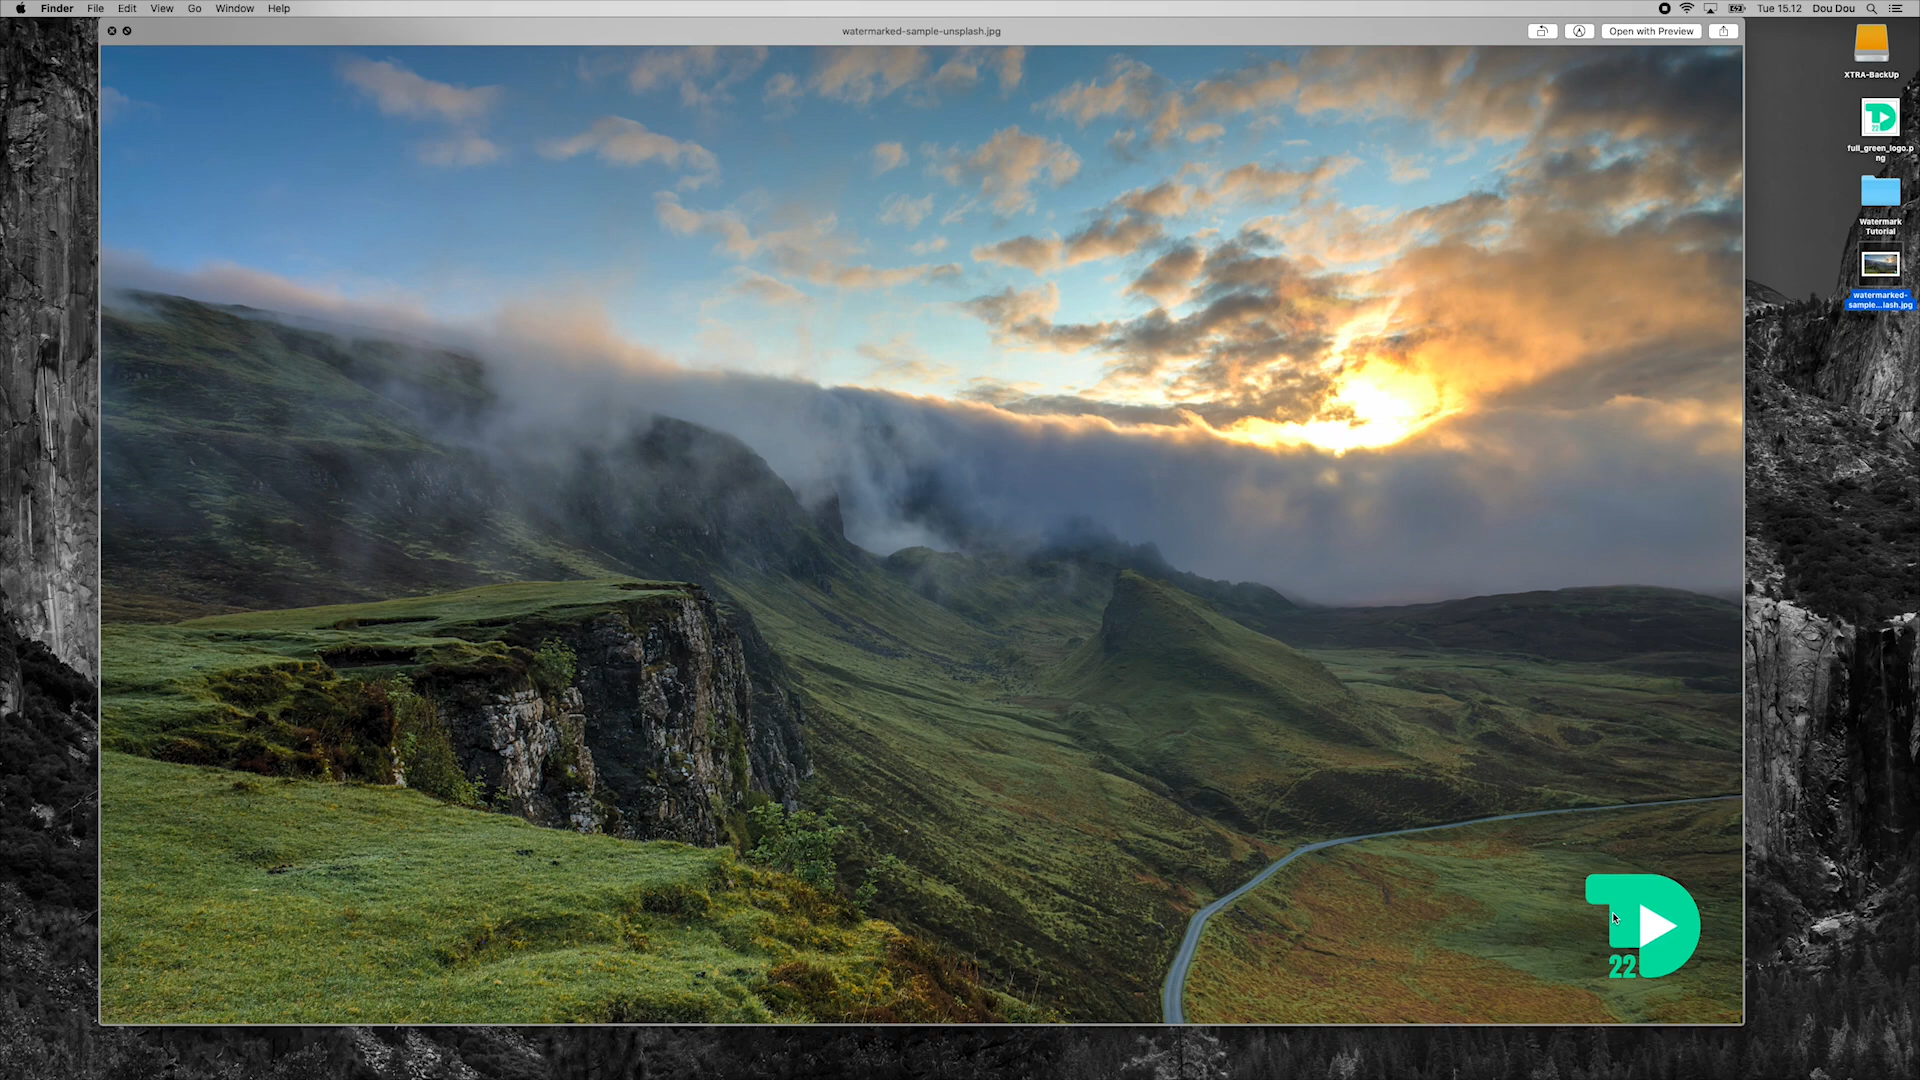 Finder File Edit View Go Window Help
Tue 15.12 Dou Dou
watermarked-sample-unsplash.jpg
Open with Preview
XTRA-BackUp
22
full_green_logo.p
ng
Watermark
Tutorial
watermarked-
sample...lash.jpg
22